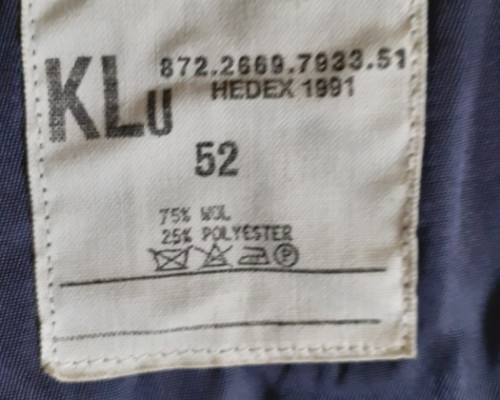 872.2669.7933.51
KLu HEDEX 1991
52
75% WOL
25% POLYESTER
P